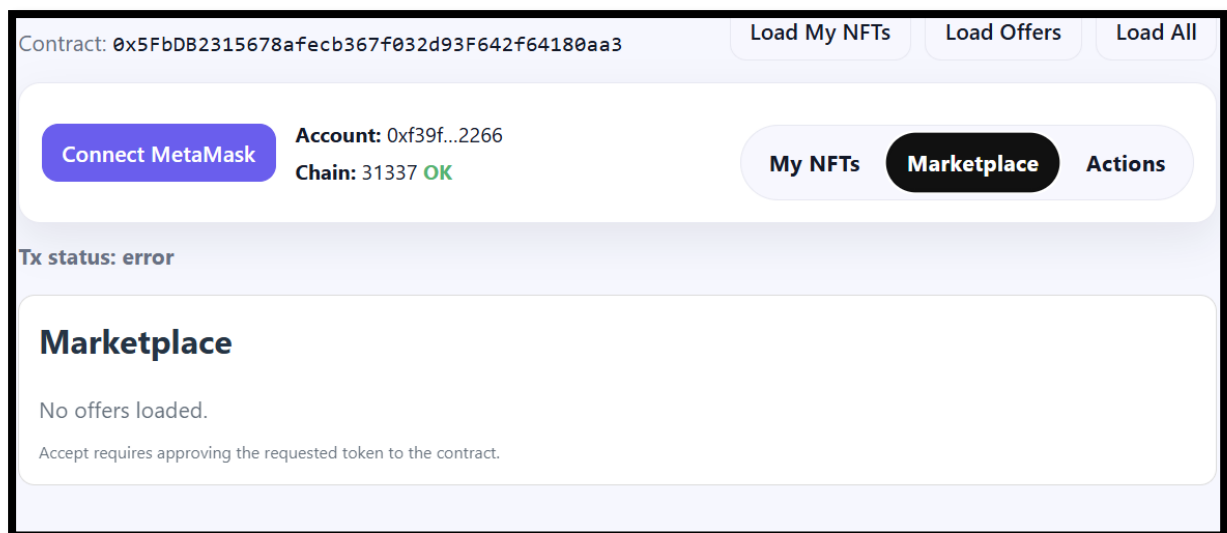 Contract: 0x5FbDB2315678afecb367f032d93F642f64180aa3
Load My NFTs
Load Offers
Load All
Connect MetaMask
Account: 0xf39f...2266
Chain: 31337 OK
My NFTs
Marketplace
Actions
Tx status: error
Marketplace
No offers loaded.
Accept requires approving the requested token to the contract.